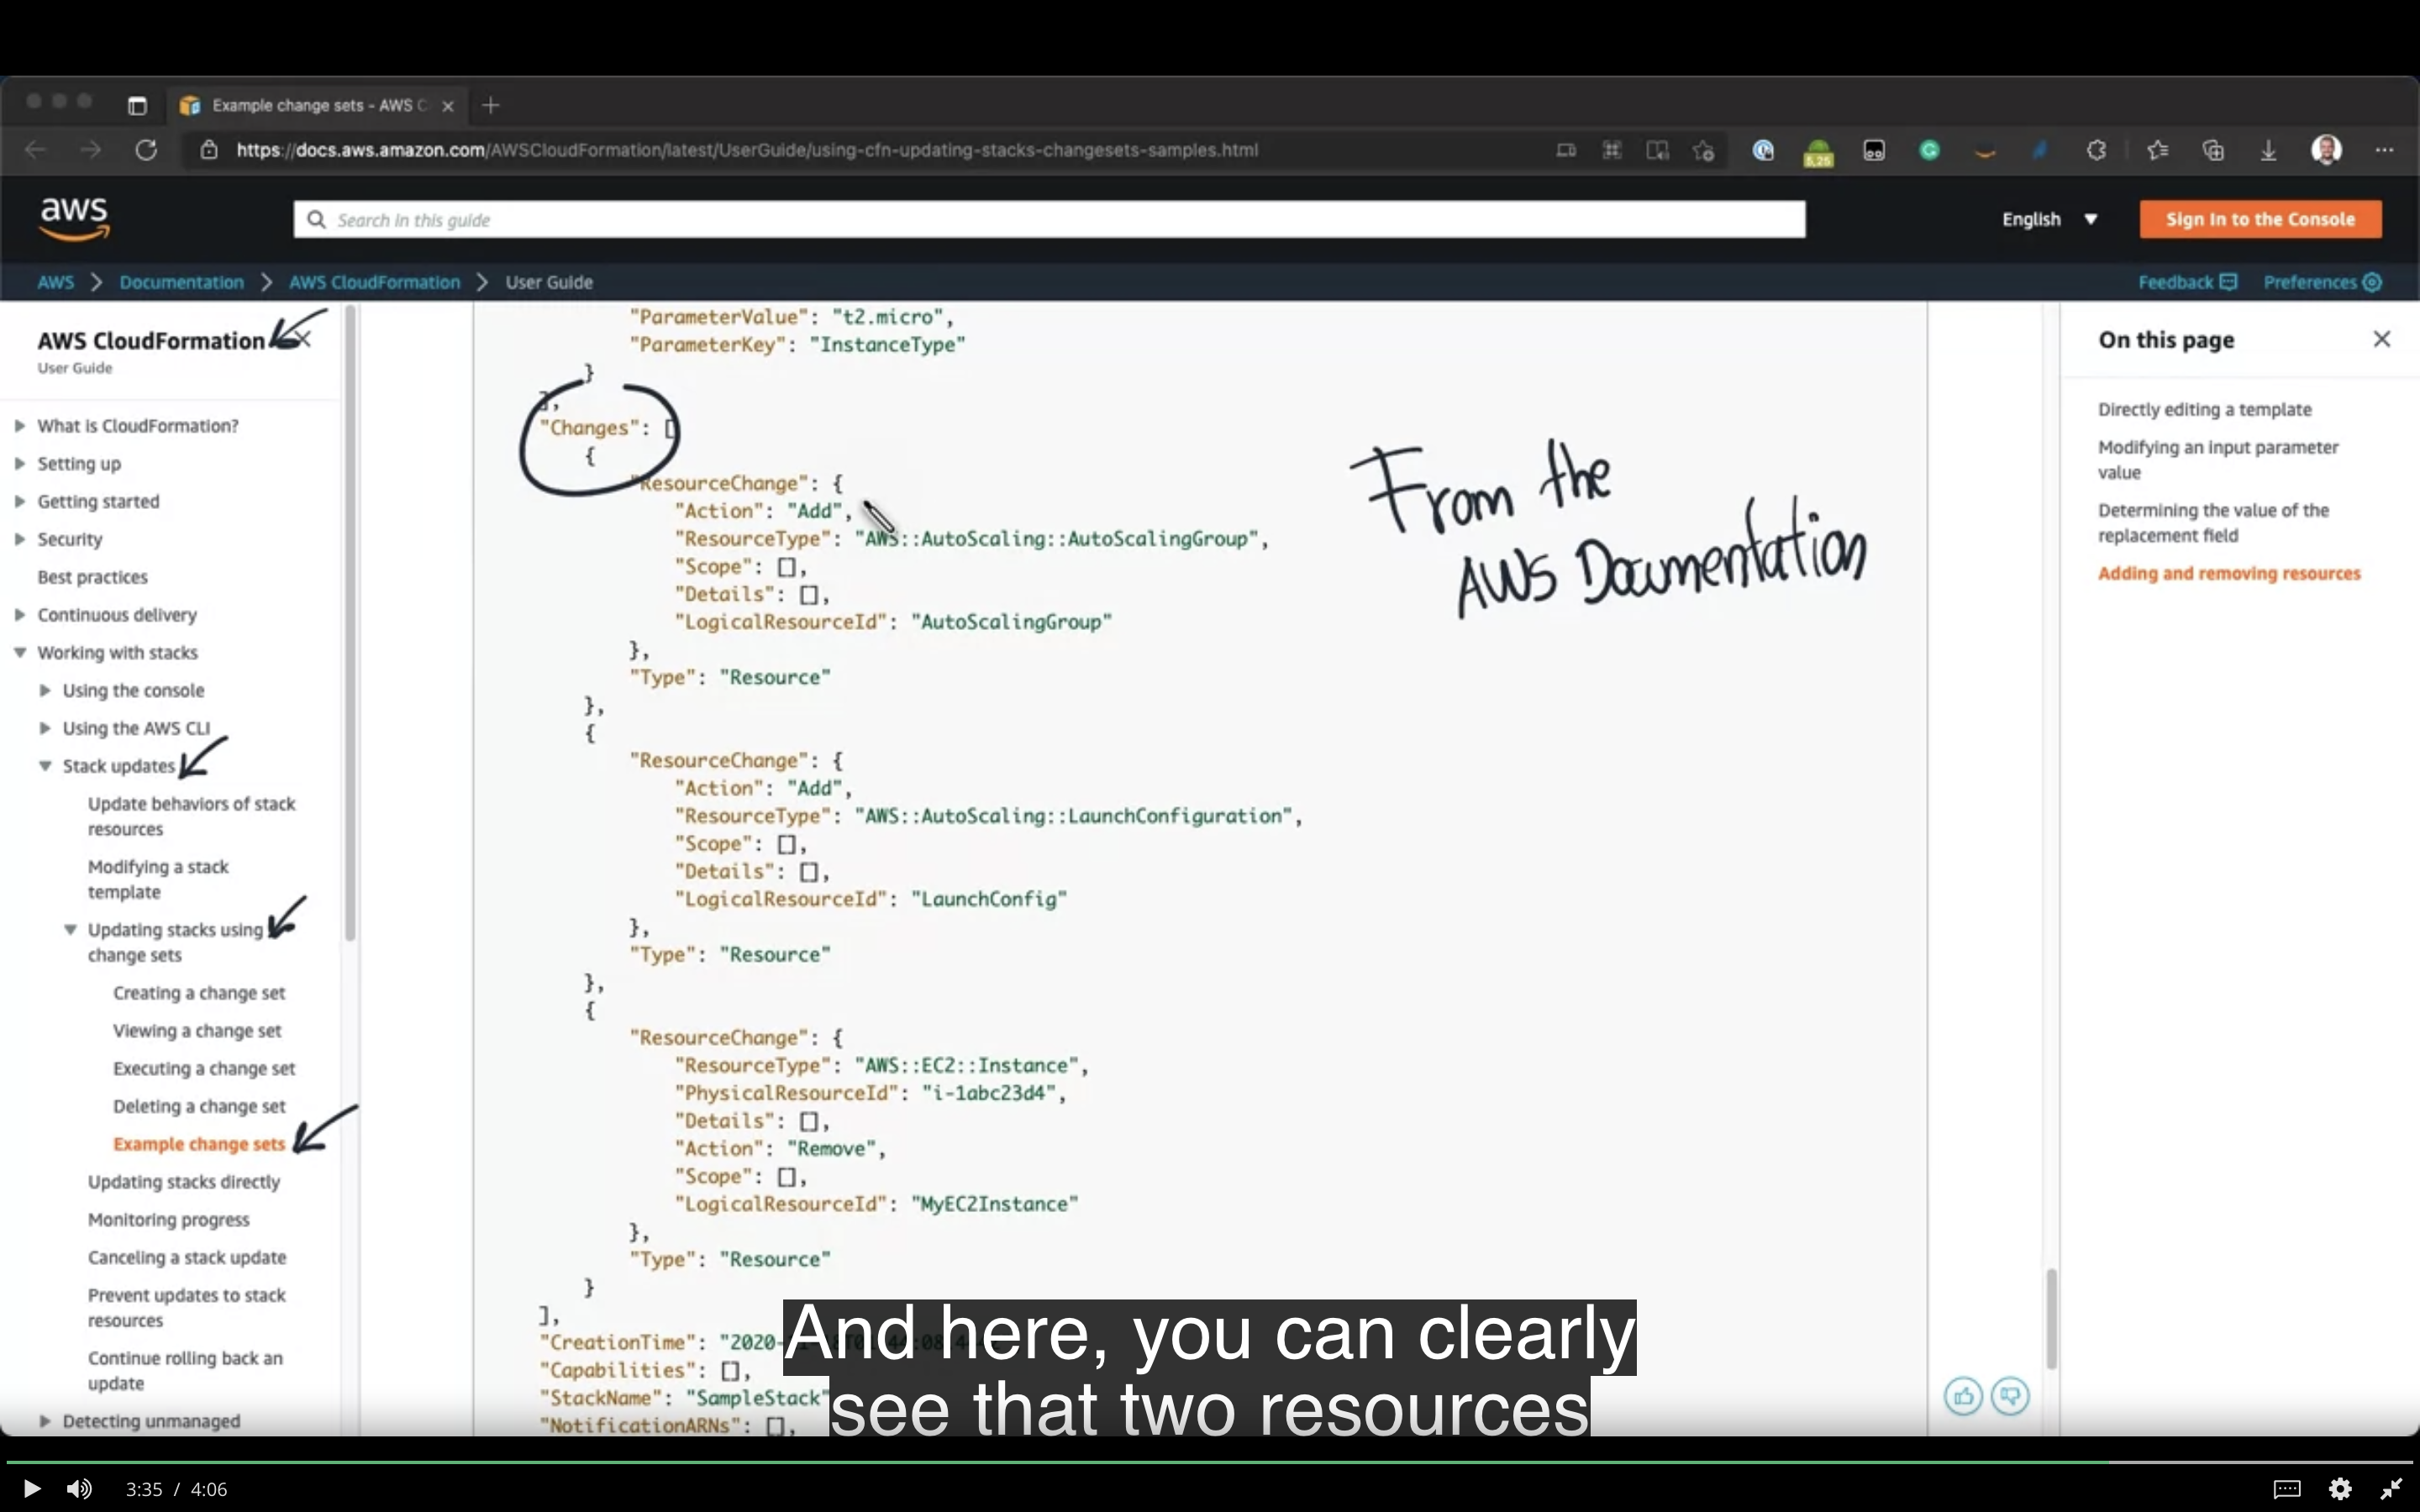 Example change sets - AWS C
https://docs.aws.amazon.com/AWSCloudFormation/latest/UserGuide/using-cfn-updating-stacks-changesets-samples.html
5,25
aws
Search in this guide
English
Sign In to the Console
AWS > Documentation > AWS CloudFormation > User Guide
Feedback
Preferences
AWS CloudFormation
User Guide
What is CloudFormation?
Setting up
Getting started
Security
Best practices
Continuous delivery
Working with stacks
Using the console
Using the AWS CLI
Stack updates
Update behaviors of stack
resources
Modifying a stack
template
Updating stacks using
change sets
Creating a change set
Viewing a change set
Executing a change set
Deleting a change set
Example change sets
Updating stacks directly
Monitoring progress
Canceling a stack update
Prevent updates to stack
resources
Continue rolling back an
update
Detecting unmanaged
"ParameterValue": "t2.micro",
"ParameterKey": "InstanceType"
}
],
"Changes": [
{
"ResourceChange": {
"Action": "Add",
"ResourceType": "AWS::AutoScaling::AutoScalingGroup",
"Scope": [],
"Details": [],
"LogicalResourceId": "AutoScalingGroup"
},
"Type": "Resource"
},
{
"ResourceChange": {
"Action": "Add",
"ResourceType": "AWS::AutoScaling::LaunchConfiguration",
"Scope": [],
"Details": [],
"LogicalResourceId": "LaunchConfig"
},
"Type": "Resource"
},
{
"ResourceChange": {
"ResourceType": "AWS::EC2::Instance",
"PhysicalResourceId": "i-1abc23d4",
"Details": [],
"Action": "Remove",
"Scope": [],
"LogicalResourceId": "MyEC2Instance"
},
"Type": "Resource"
}
],
"CreationTime": "2020-
"Capabilities": [],
"StackName": "SampleStack"
"NotificationARNs": [],
From the
AWS Documentation
On this page
Directly editing a template
Modifying an input parameter
value
Determining the value of the
replacement field
Adding and removing resources
And here, you can clearly
see that two resources
3:35 / 4:06